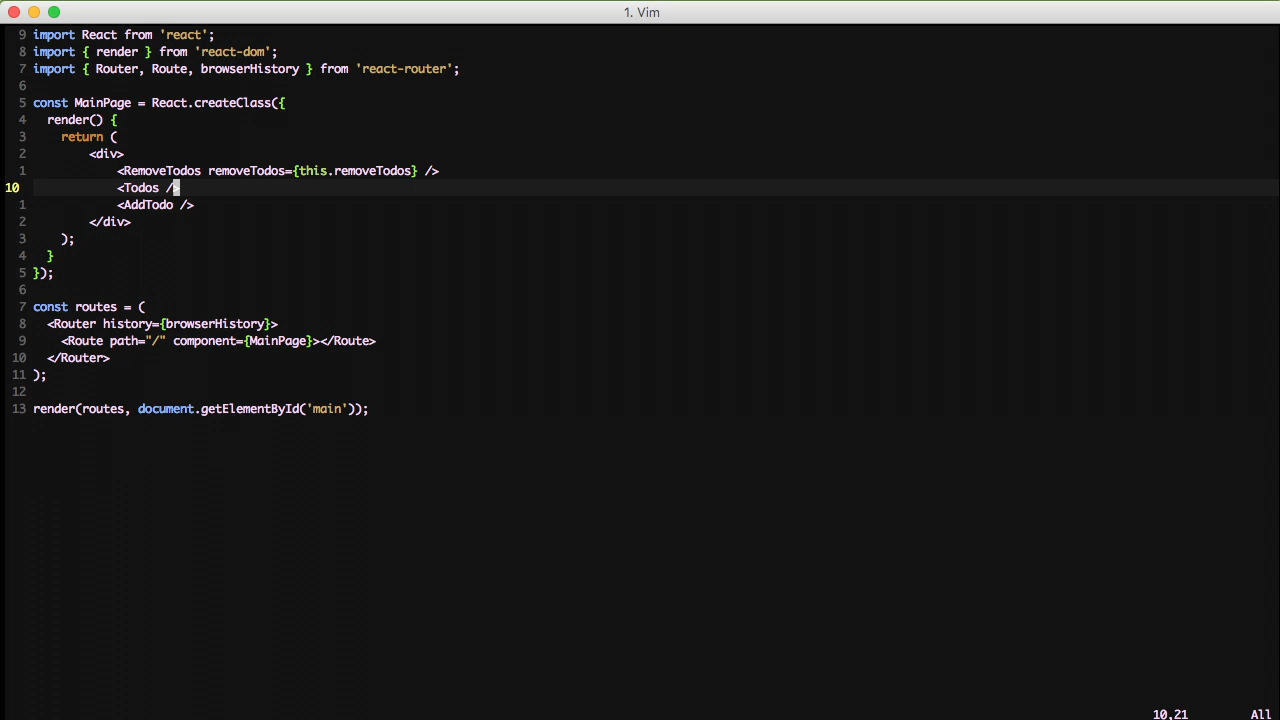 1. Vim
9 import React from 'react';
8 import { render } from 'react-dom';
7 import { Router, Route, browserHistory } from 'react-router';
6
5 const MainPage = React.createClass({
4   render() {
3     return (
2         <div>
1             <RemoveTodos removeTodos={this.removeTodos} />
10             <Todos />
1             <AddTodo />
2         </div>
3     );
4   }
5 });
6
7 const routes = (
8   <Router history={browserHistory}>
9     <Route path="/" component={MainPage}></Route>
10   </Router>
11 );
12
13 render(routes, document.getElementById('main'));
10,21 All